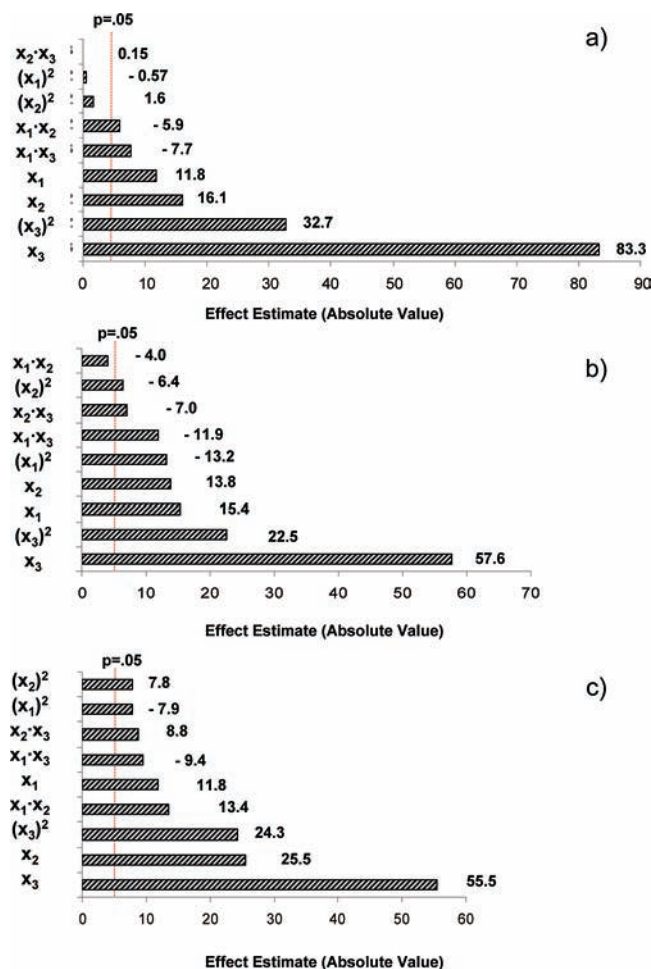 p=.05
a)
x₂·x₃ 0.15
(x₁)² - 0.57
(x₂)² 1.6
x₁·x₂ - 5.9
x₁·x₃ - 7.7
x₁ 11.8
x₂ 16.1
(x₃)² 32.7
x₃ 83.3
0 10 20 30 40 50 60 70 80 90
Effect Estimate (Absolute Value)
p=.05
b)
x₁·x₂ - 4.0
(x₂)² - 6.4
x₂·x₃ - 7.0
x₁·x₃ - 11.9
(x₁)² - 13.2
x₂ 13.8
x₁ 15.4
(x₃)² 22.5
x₃ 57.6
0 10 20 30 40 50 60 70
Effect Estimate (Absolute Value)
p=.05
c)
(x₂)² 7.8
(x₁)² - 7.9
x₂·x₃ 8.8
x₁·x₃ - 9.4
x₁ 11.8
x₁·x₂ 13.4
(x₃)² 24.3
x₂ 25.5
x₃ 55.5
0 10 20 30 40 50 60
Effect Estimate (Absolute Value)